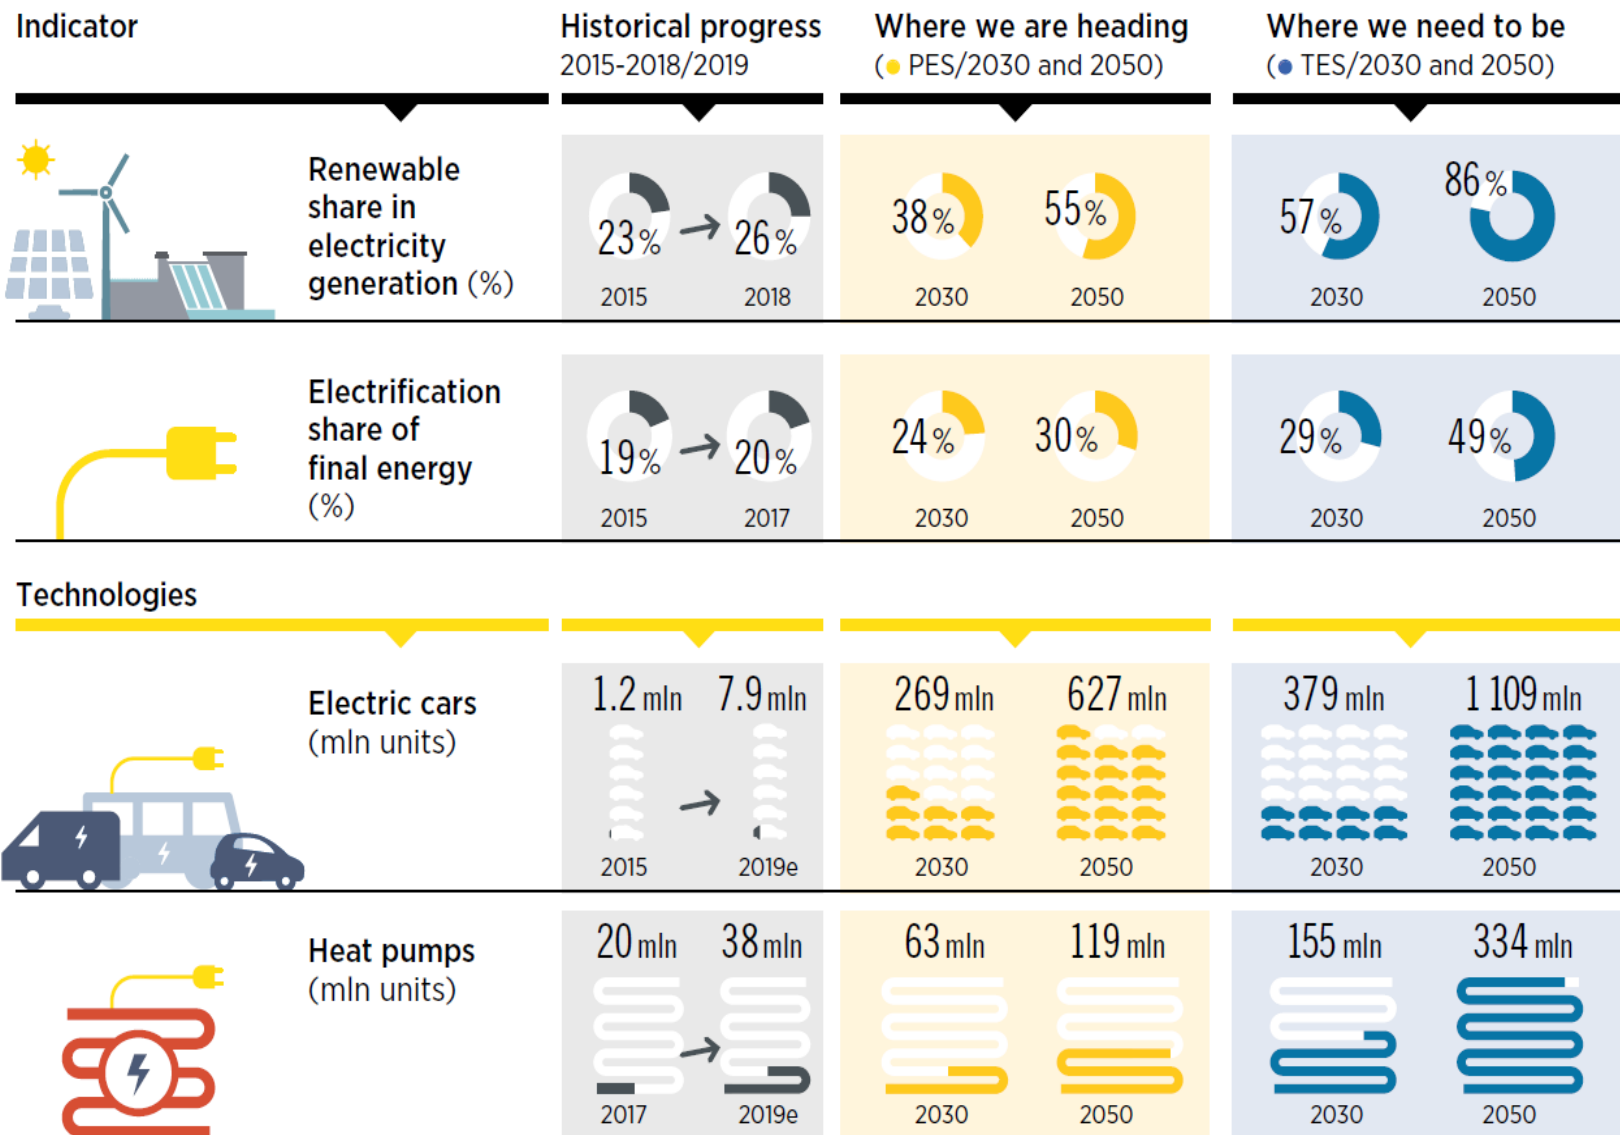 Indicator
Historical progress
2015-2018/2019
Where we are heading
(● PES/2030 and 2050)
Where we need to be
(● TES/2030 and 2050)
Renewable
share in
electricity
generation (%)
23% → 26%
2015 2018
38% 55%
2030 2050
57% 86%
2030 2050
Electrification
share of
final energy
(%)
19% → 20%
2015 2017
24% 30%
2030 2050
29% 49%
2030 2050
Technologies
Electric cars
(mln units)
1.2 mln 7.9 mln
2015 2019e
269 mln 627 mln
2030 2050
379 mln 1 109 mln
2030 2050
Heat pumps
(mln units)
20 mln 38 mln
2017 2019e
63 mln 119 mln
2030 2050
155 mln 334 mln
2030 2050